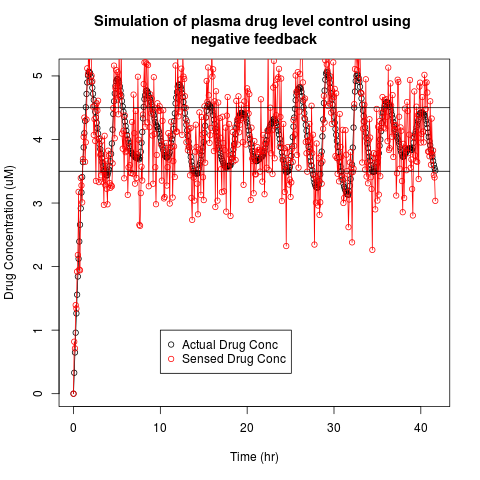 Simulation of plasma drug level control using
negative feedback
Drug Concentration (uM)
5
4
3
2
1
0
Actual Drug Conc
Sensed Drug Conc
0
10
20
30
40
Time (hr)